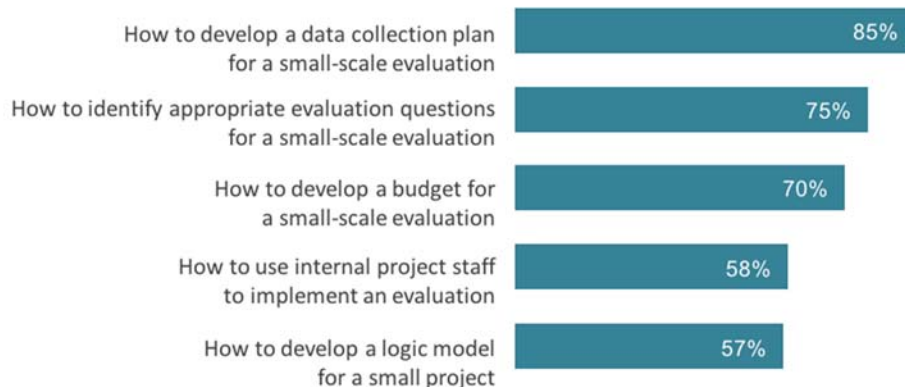 How to develop a data collection plan
for a small-scale evaluation
85%
How to identify appropriate evaluation questions
for a small-scale evaluation
75%
How to develop a budget for
a small-scale evaluation
70%
How to use internal project staff
to implement an evaluation
58%
How to develop a logic model
for a small project
57%